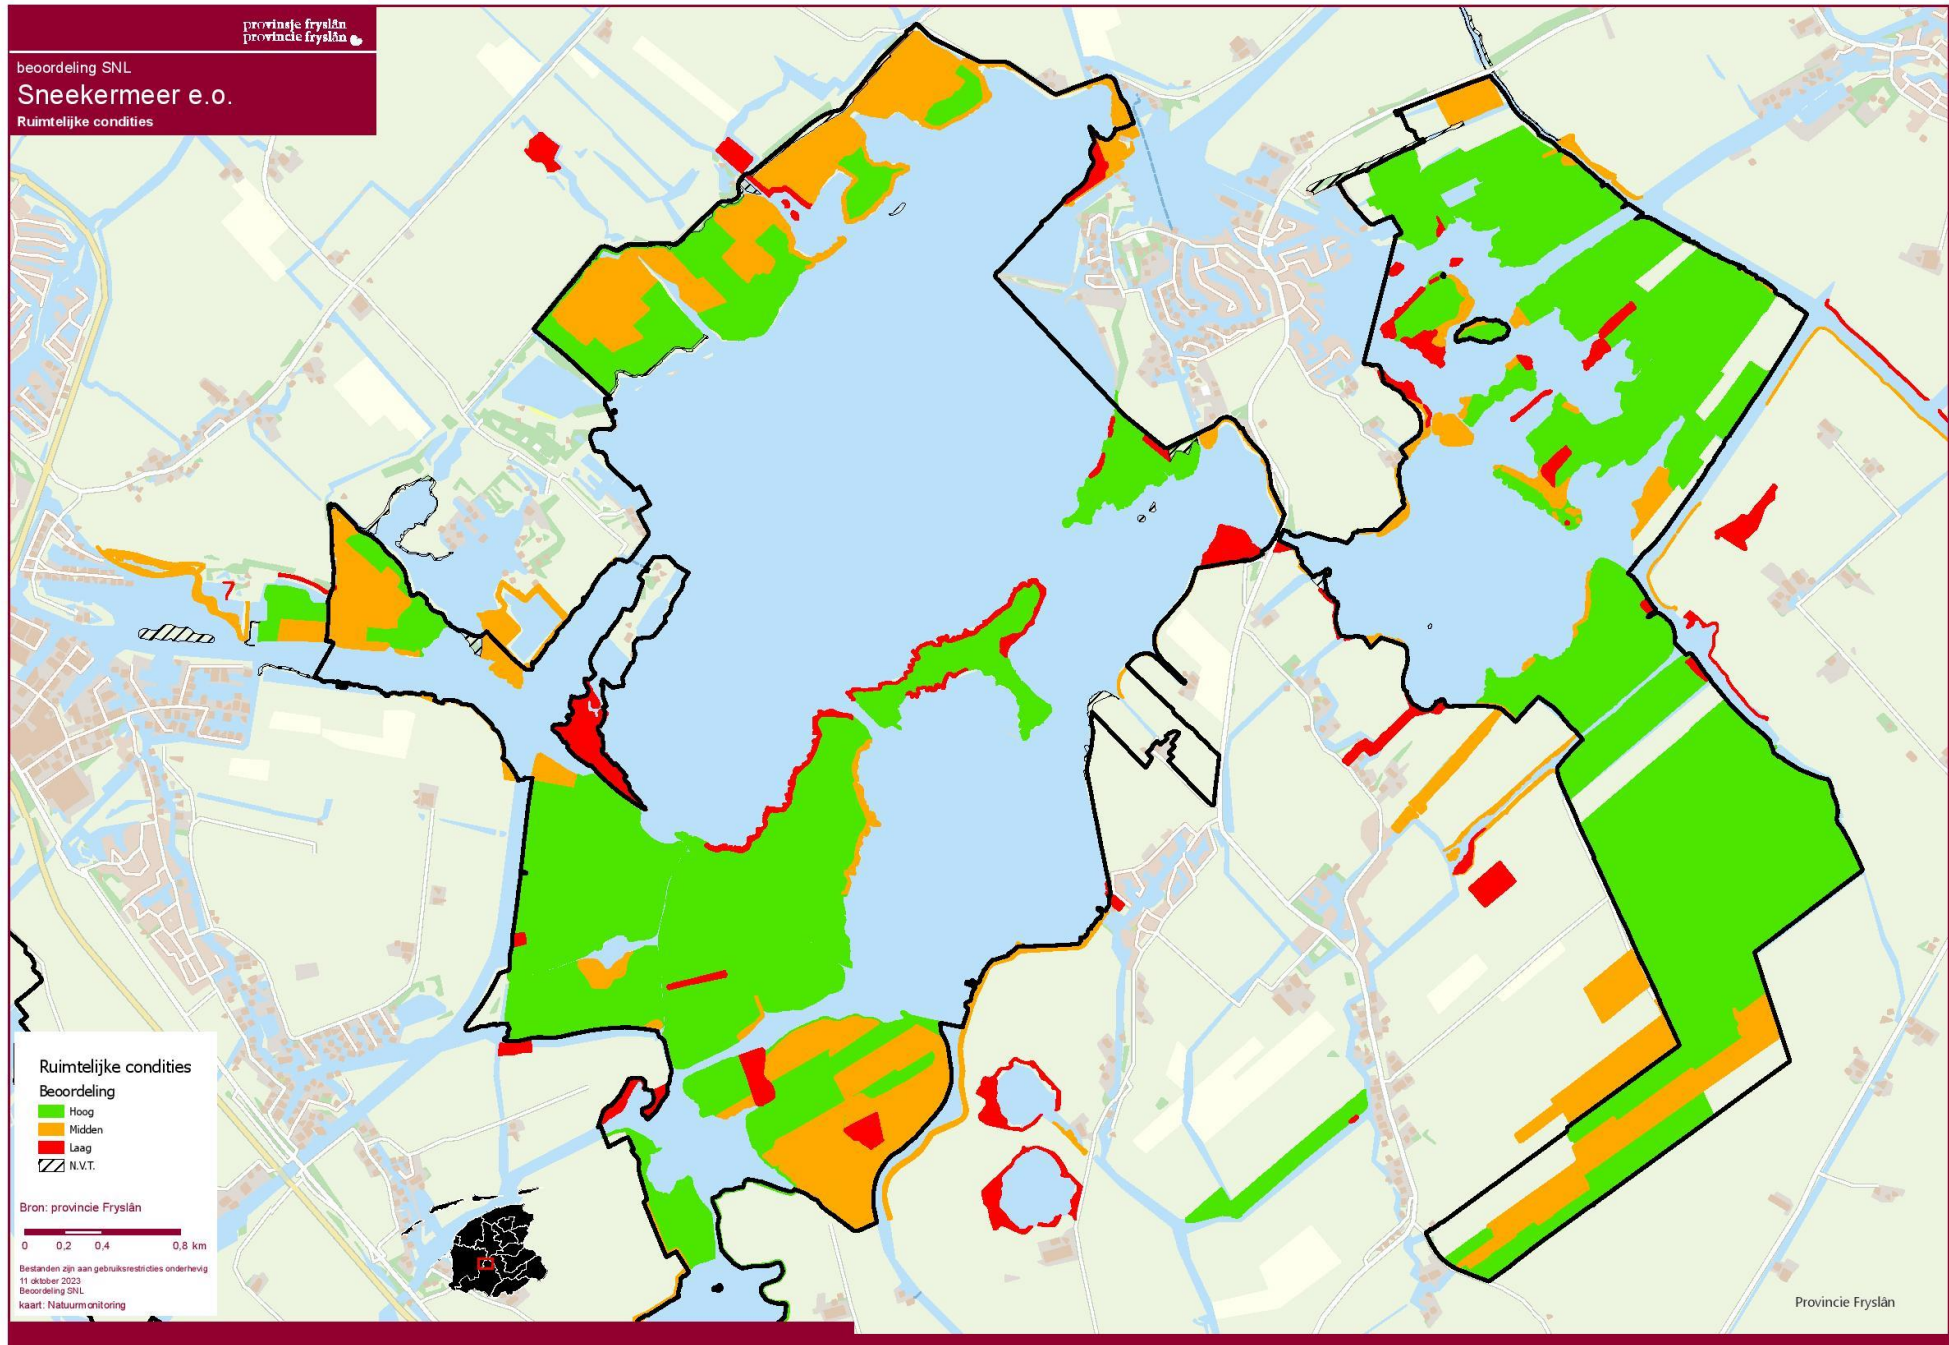 provinsje fryslân
provincie fryslân
beoordeling SNL
Sneekermeer e.o.
Ruimtelijke condities
Ruimtelijke condities
Beoordeling
Hoog
Midden
Laag
N.V.T.
Bron: provincie Fryslân
0 0,2 0,4 0,8 km
Bestanden zijn aan gebruiksrestricties onderhevig
11 oktober 2023
Beoordeling SNL
kaart: Natuurmonitoring
Provincie Fryslân